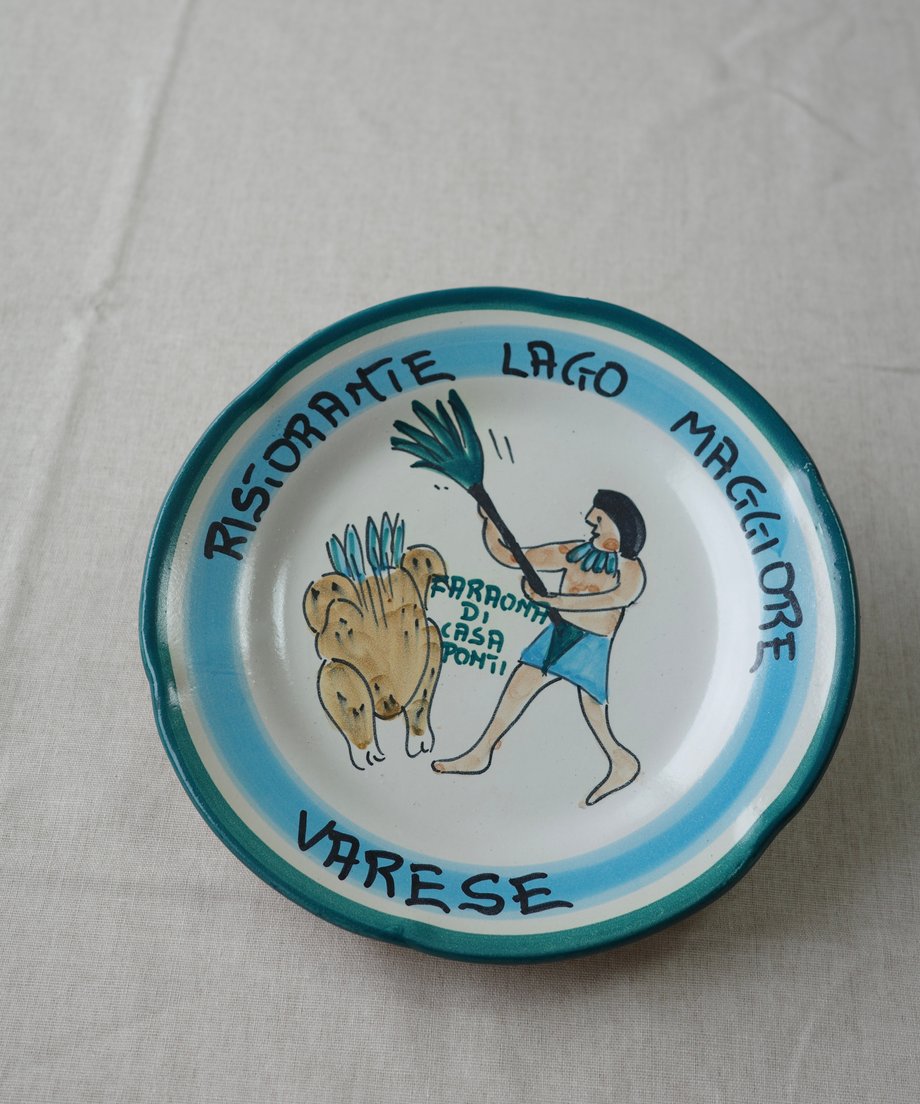 RISTORANTE LAGO MAGGIORE
FARAONA
DI
CASA
PONTI
VARESE